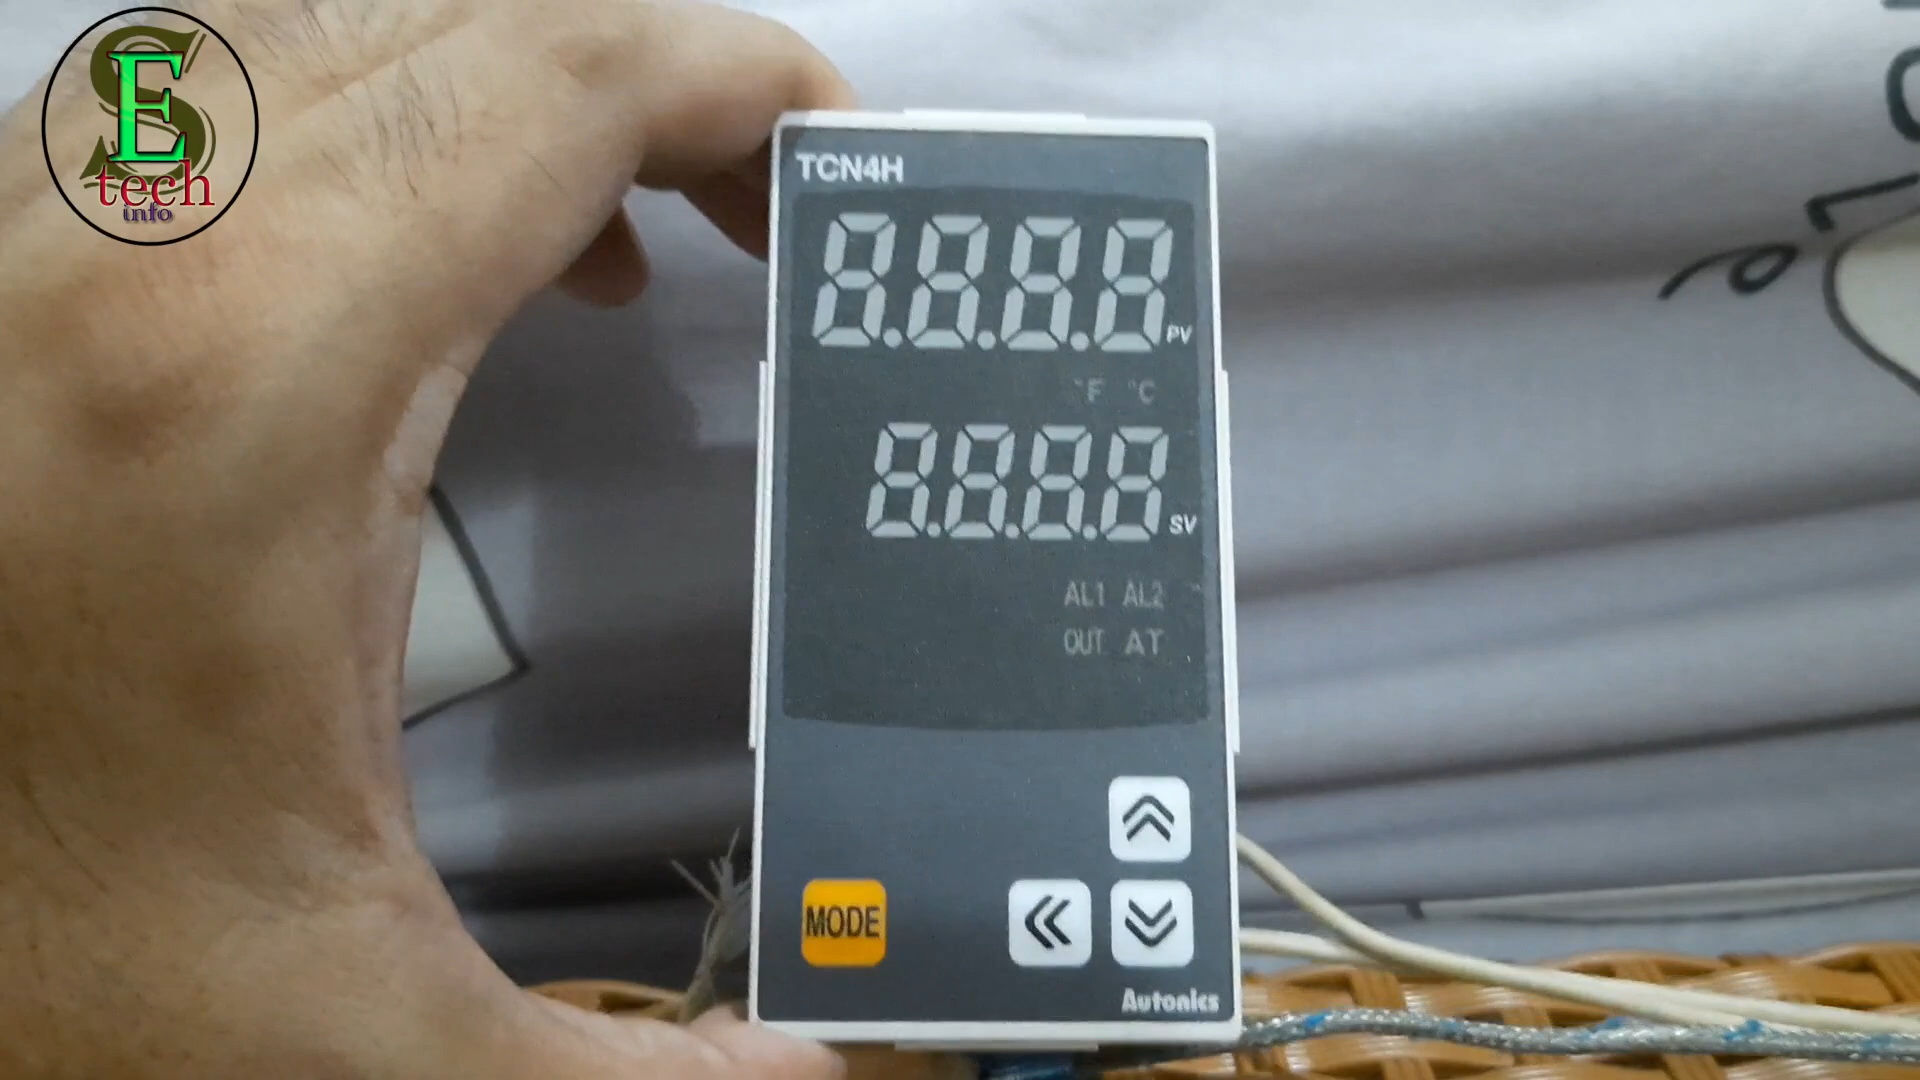 SE
tech
info
TCN4H
8.8.8.8 PV
°F °C
8.8.8.8 SV
AL1 AL2
OUT AT
MODE
Autonics